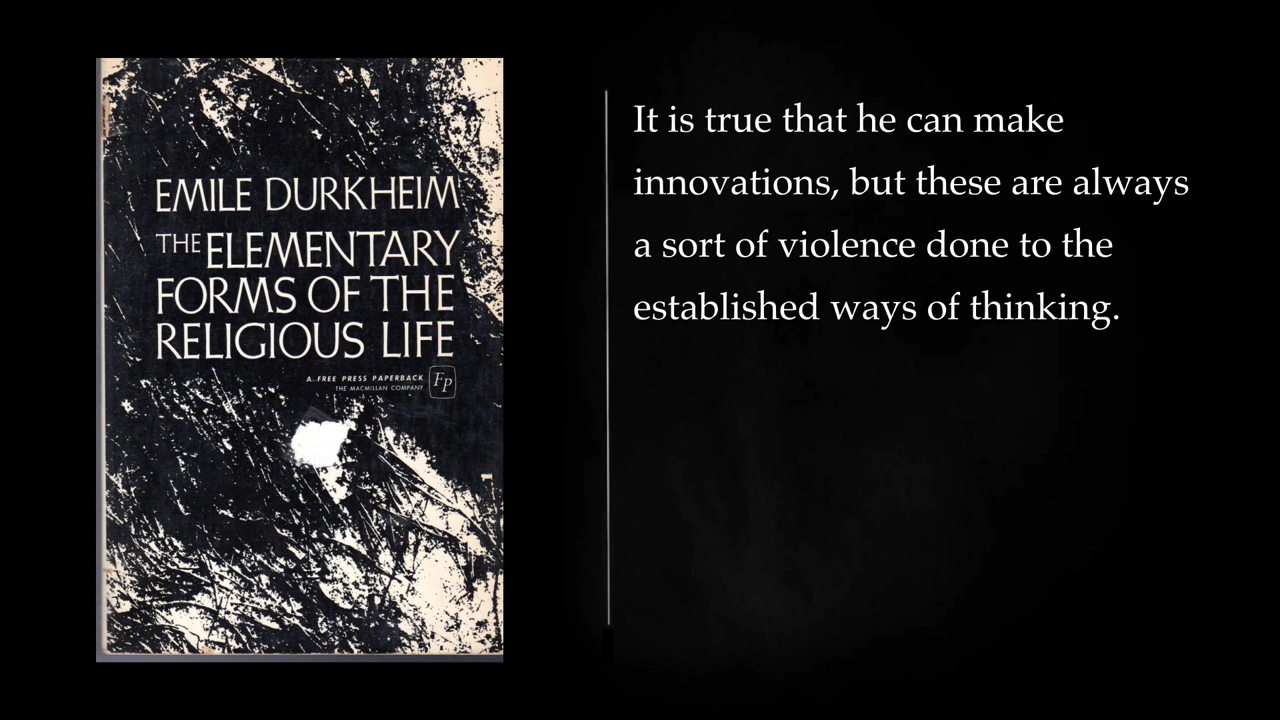 EMILE DURKHEIM
THE ELEMENTARY
FORMS OF THE
RELIGIOUS LIFE
A FREE PRESS PAPERBACK
THE MACMILLAN COMPANY
FP
It is true that he can make
innovations, but these are always
a sort of violence done to the
established ways of thinking.